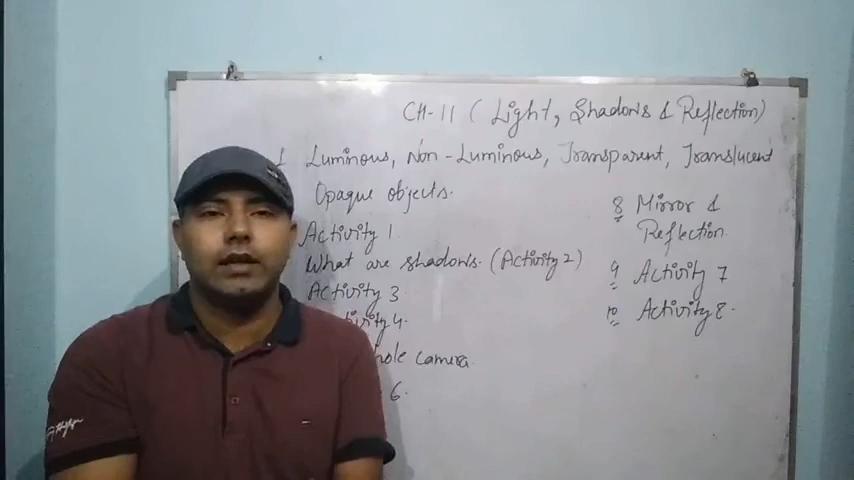 CH-11 ( Light, Shadows & Reflection)
1 Luminous, Non-Luminous, Transparent, Translucent
Opaque objects.
Activity 1
What are shadows. (Activity 2)
Activity 3
Activity 4.
hole camera
6.
8 Mirror &
Reflection
9 Activity 7
10 Activity 8.